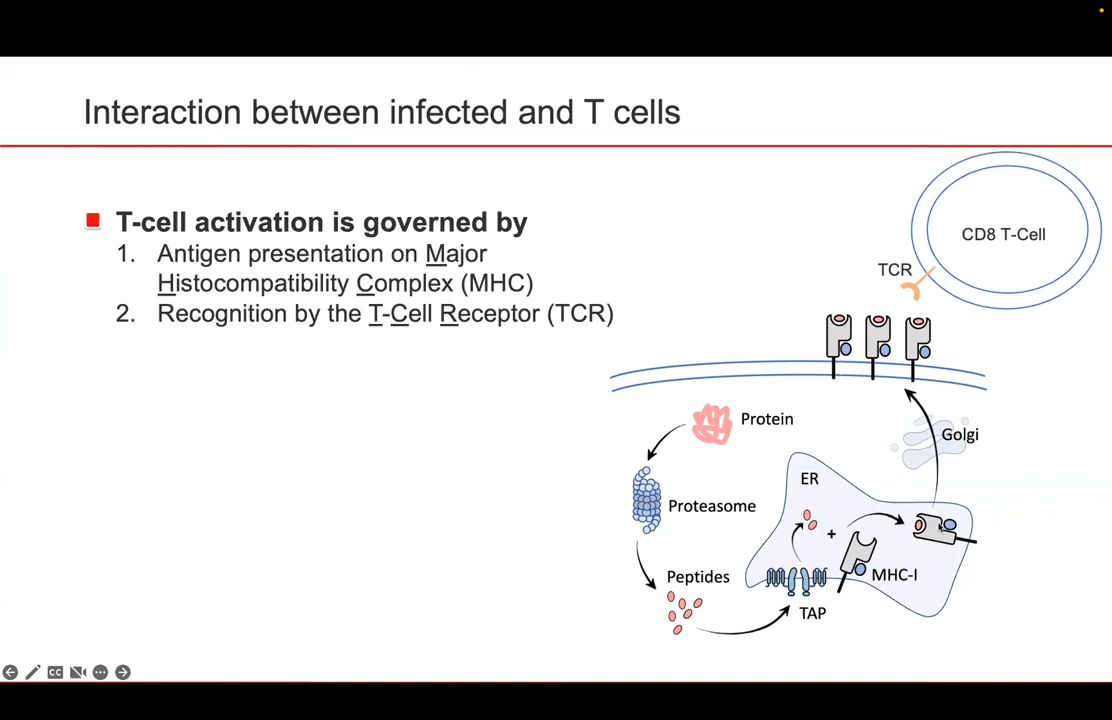 Interaction between infected and T cells
T-cell activation is governed by
1. Antigen presentation on Major
Histocompatibility Complex (MHC)
2. Recognition by the T-Cell Receptor (TCR)
CD8 T-Cell
TCR
Protein
Golgi
ER
Proteasome
+
Peptides
MHC-I
TAP
CC